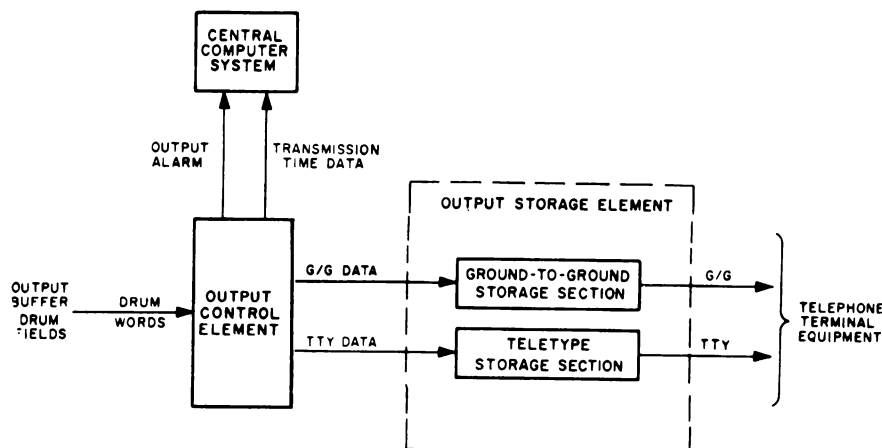 CENTRAL
COMPUTER
SYSTEM
OUTPUT
ALARM
TRANSMISSION
TIME DATA
OUTPUT STORAGE ELEMENT
OUTPUT
BUFFER
DRUM
FIELDS
DRUM
WORDS
OUTPUT
CONTROL
ELEMENT
G/G DATA
GROUND-TO-GROUND
STORAGE SECTION
G/G
TTY DATA
TELETYPE
STORAGE SECTION
TTY
TELEPHONE
TERMINAL
EQUIPMENT